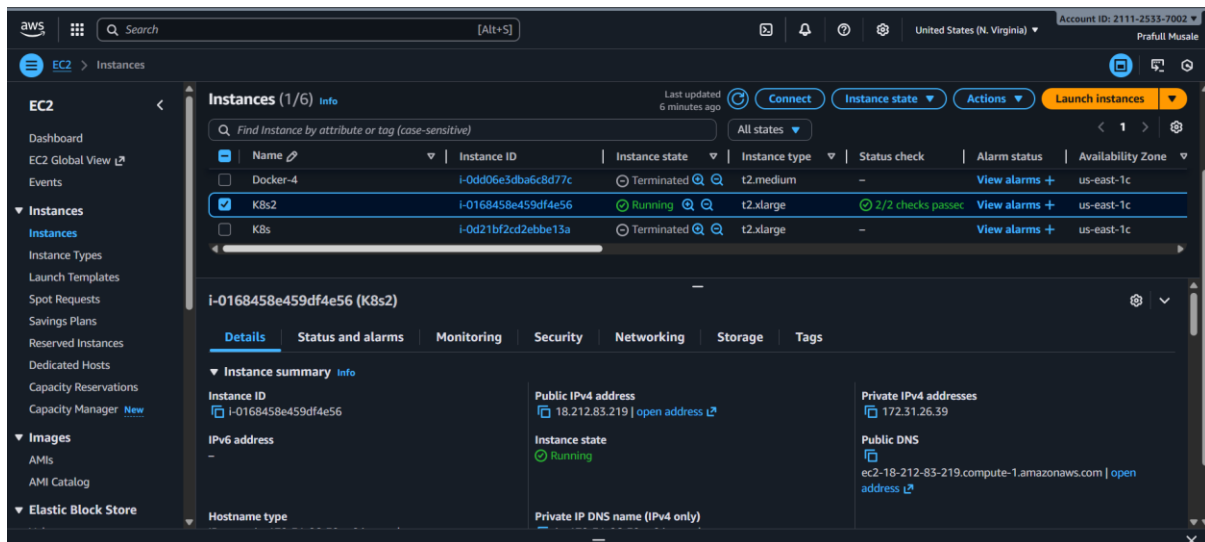 aws Search [Alt+S] United States (N. Virginia) ▼ Account ID: 2111-2533-7002 ▼
Prafull Musale
EC2 > Instances
EC2
Dashboard
EC2 Global View
Events
▼ Instances
Instances
Instance Types
Launch Templates
Spot Requests
Savings Plans
Reserved Instances
Dedicated Hosts
Capacity Reservations
Capacity Manager New
▼ Images
AMIs
AMI Catalog
▼ Elastic Block Store
Instances (1/6) Info
Last updated
6 minutes ago
Connect Instance state ▼ Actions ▼ Launch instances ▼
Find Instance by attribute or tag (case-sensitive) All states ▼ < 1 >
Name Instance ID Instance state Instance type Status check Alarm status Availability Zone
Docker-4 i-0dd06e3dba6c8d77c Terminated t2.medium – View alarms + us-east-1c
K8s2 i-0168458e459df4e56 Running t2.xlarge 2/2 checks passec View alarms + us-east-1c
K8s i-0d21bf2cd2ebbe13a Terminated t2.xlarge – View alarms + us-east-1c
i-0168458e459df4e56 (K8s2)
Details Status and alarms Monitoring Security Networking Storage Tags
▼ Instance summary Info
Instance ID
i-0168458e459df4e56
Public IPv4 address
18.212.83.219 | open address
Private IPv4 addresses
172.31.26.39
IPv6 address
–
Instance state
Running
Public DNS
ec2-18-212-83-219.compute-1.amazonaws.com | open
address
Hostname type
Private IP DNS name (IPv4 only)